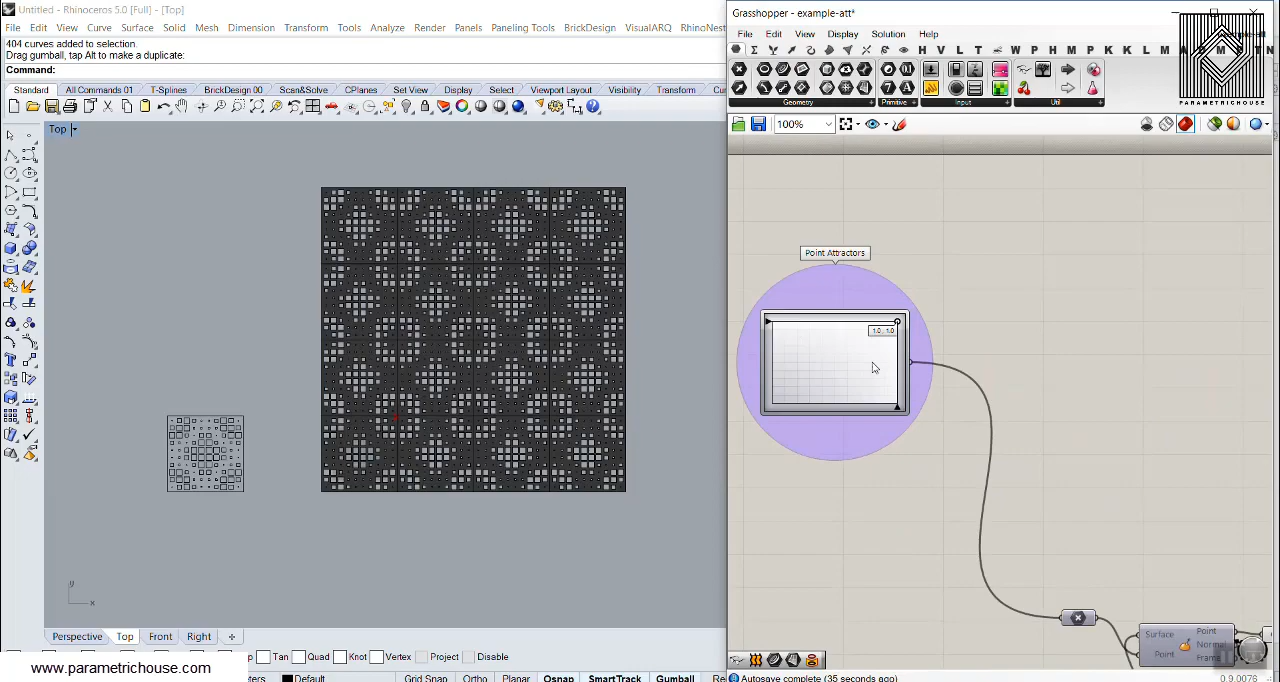 Untitled - Rhinoceros 5.0 [Full] - [Top]
File Edit View Curve Surface Solid Mesh Dimension Transform Tools Analyze Render Panels Paneling Tools BrickDesign VisualARQ RhinoNest
404 curves added to selection.
Drag gumball, tap Alt to make a duplicate:
Command:
Standard All Commands 01 T-Splines BrickDesign 00 Scan&Solve CPlanes Set View Display Select Viewport Layout Visibility Transform
Top
y
x
Perspective Top Front Right
Tan Quad Knot Vertex Project Disable
www.parametrichouse.com
Default Grid Snap Ortho Planar Osnap SmartTrack Gumball
Grasshopper - example-att*
File Edit View Display Solution Help
H V L T W P H M P K K L M
PARAMETRICHOUSE
Geometry Primitive Input Util
100%
Point Attractors
1.0 , 1.0
Surface
Point
Point
Normal
Frame
Autosave complete (35 seconds ago)
0.9.0076